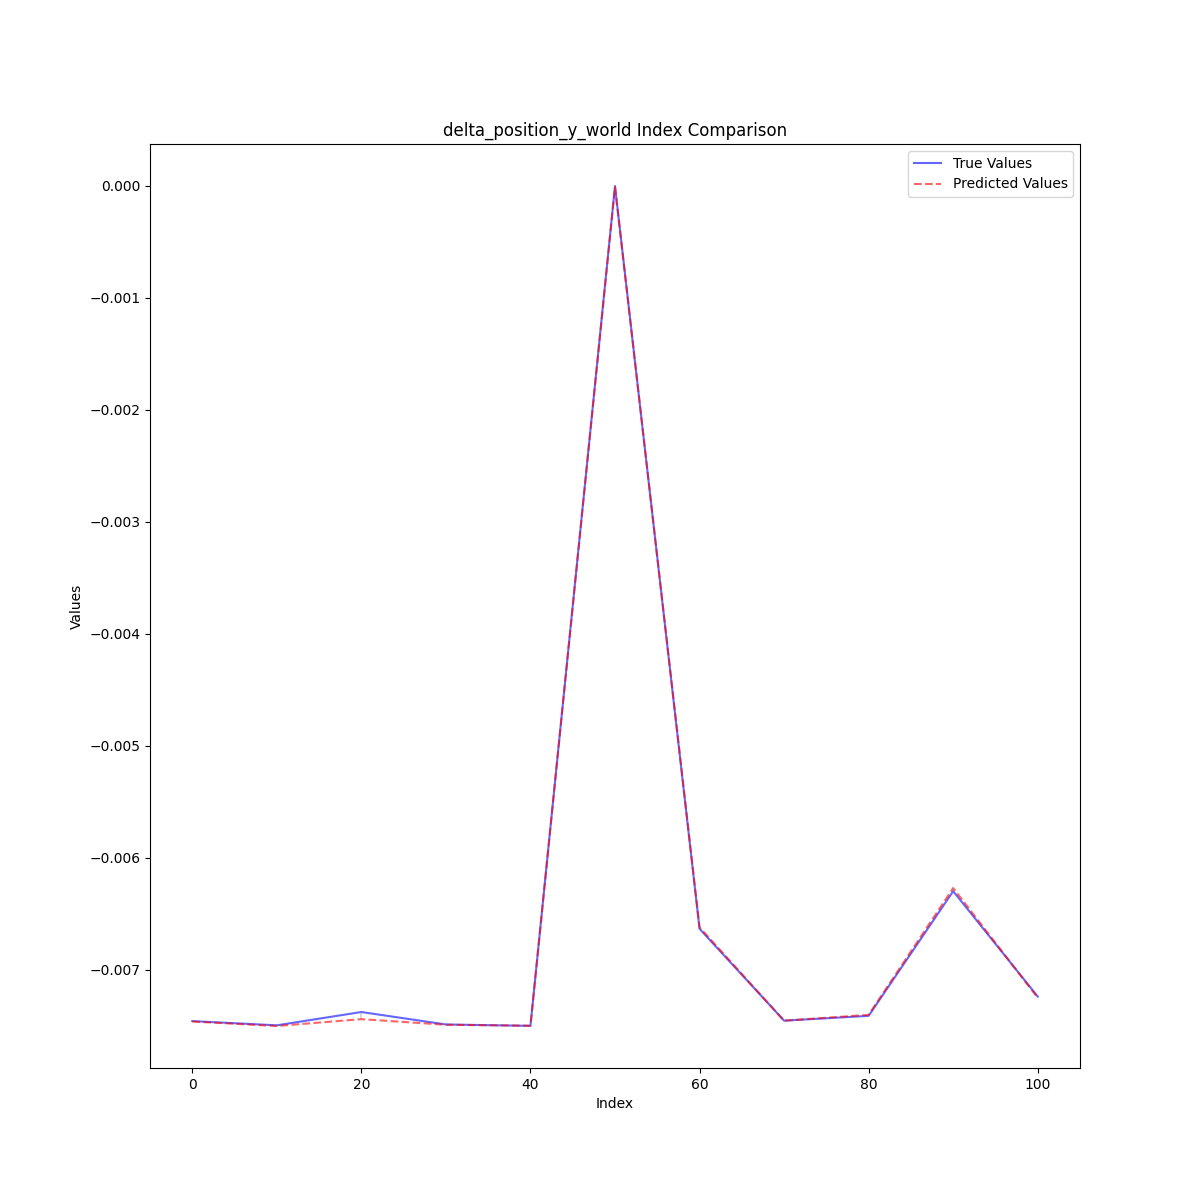 delta_position_y_world Index Comparison
True Values
Predicted Values
0.000
−0.001
−0.002
−0.003
−0.004
−0.005
−0.006
−0.007
Values
0 20 40 60 80 100
Index